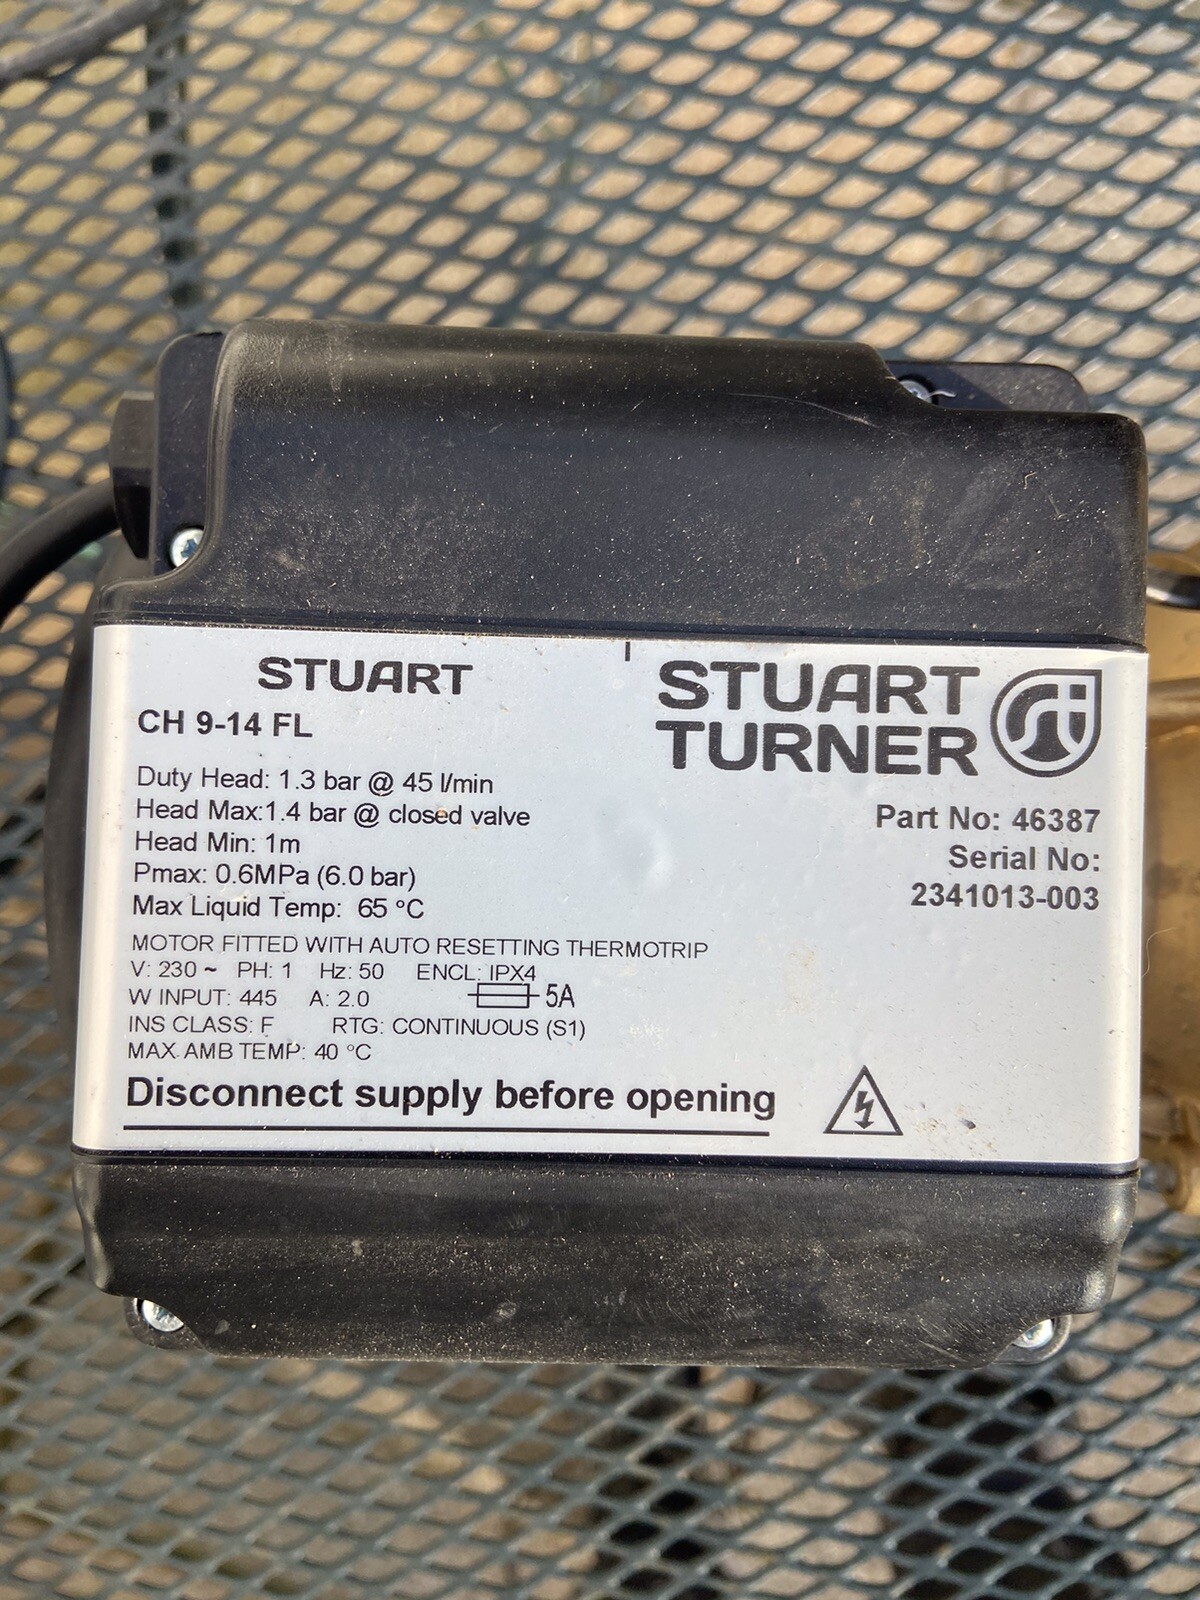 STUART
CH 9-14 FL
Duty Head: 1.3 bar @ 45 l/min
Head Max:1.4 bar @ closed valve
Head Min: 1m
Pmax: 0.6MPa (6.0 bar)
Max Liquid Temp: 65 °C
STUART
TURNER
Part No: 46387
Serial No:
2341013-003
MOTOR FITTED WITH AUTO RESETTING THERMOTRIP
V: 230 ~ PH: 1 Hz: 50 ENCL: IPX4
W INPUT: 445 A: 2.0 5A
INS CLASS: F RTG: CONTINUOUS (S1)
MAX AMB TEMP: 40 °C
Disconnect supply before opening